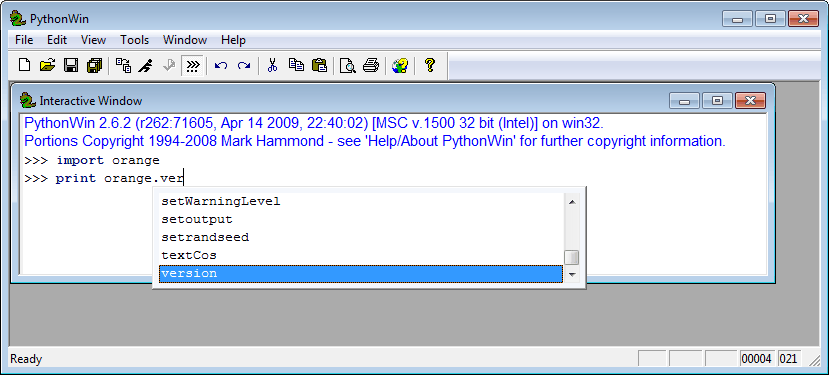 PythonWin
File Edit View Tools Window Help
Interactive Window
PythonWin 2.6.2 (r262:71605, Apr 14 2009, 22:40:02) [MSC v.1500 32 bit (Intel)] on win32.
Portions Copyright 1994-2008 Mark Hammond - see 'Help/About PythonWin' for further copyright information.
>>> import orange
>>> print orange.ver
setWarningLevel
setoutput
setrandseed
textCos
version
Ready 00004 021